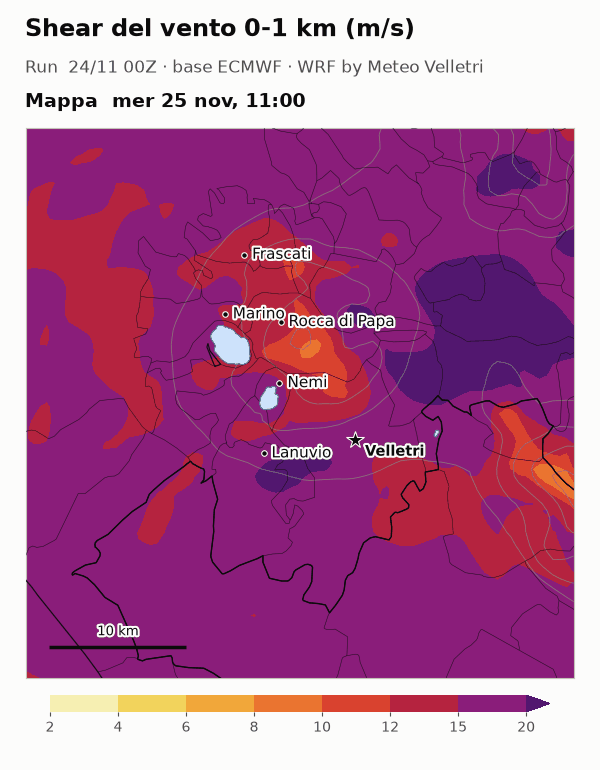 Shear del vento 0-1 km (m/s)
Run  24/11 00Z · base ECMWF · WRF by Meteo Velletri
Mappa  mer 25 nov, 11:00
Frascati
Marino
Rocca di Papa
Nemi
Velletri
Lanuvio
10 km
2 4 6 8 10 12 15 20